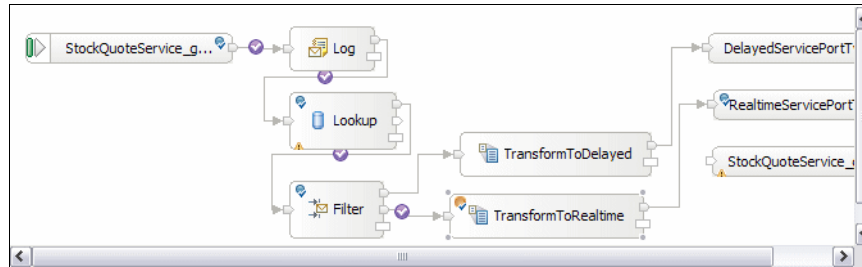 StockQuoteService_g...
Log
DelayedServicePortT
RealtimeServicePortT
Lookup
TransformToDelayed
StockQuoteService_
Filter
TransformToRealtime